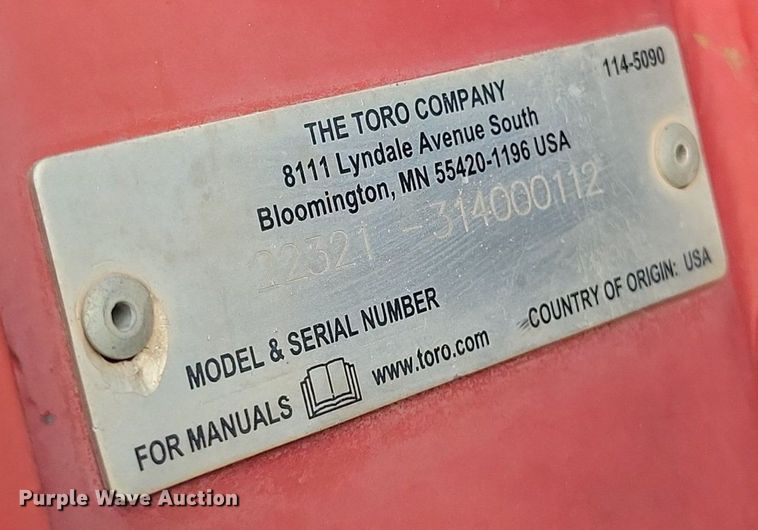 114-5090
THE TORO COMPANY
8111 Lyndale Avenue South
Bloomington, MN 55420-1196 USA
22321 - 314000112
MODEL & SERIAL NUMBER
COUNTRY OF ORIGIN: USA
FOR MANUALS www.toro.com
Purple Wave Auction